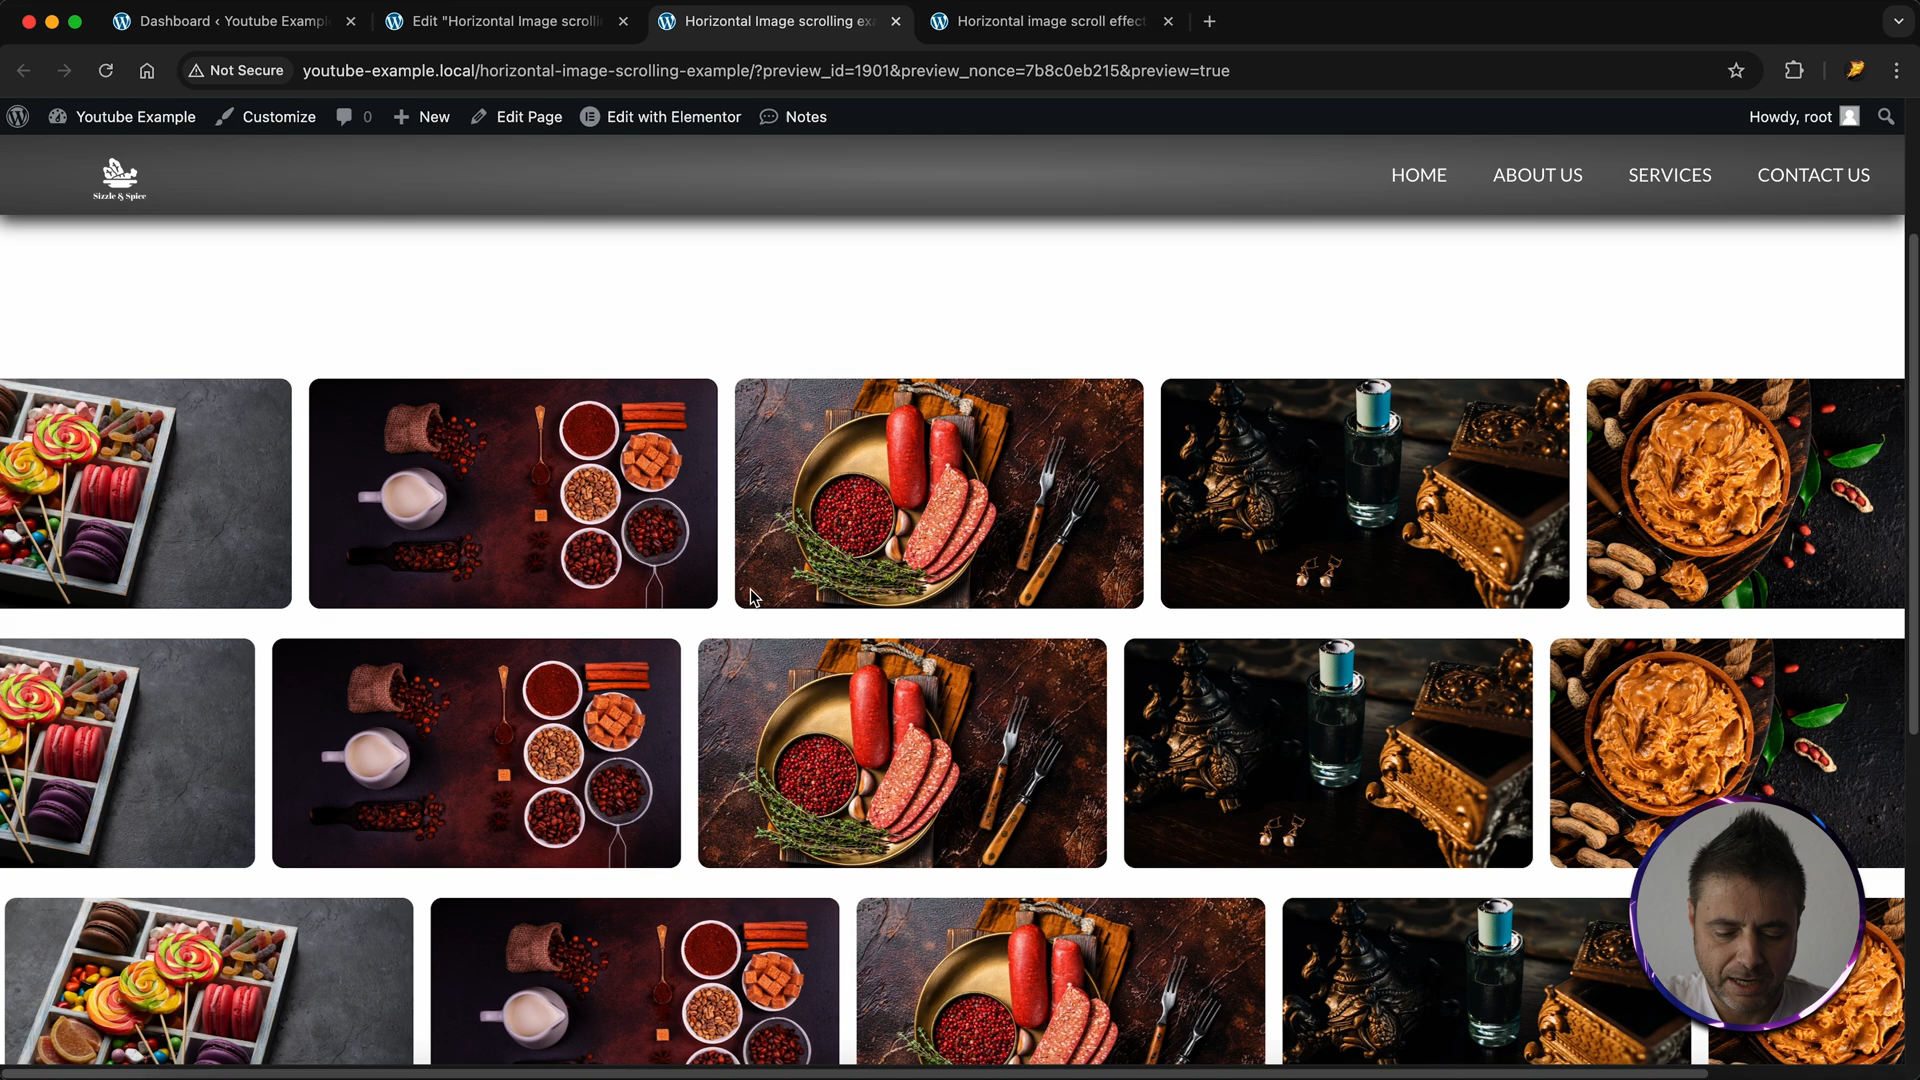 Dashboard ‹ Youtube Exampl
Edit "Horizontal Image scrolli
Horizontal Image scrolling ex
Horizontal image scroll effect
Not Secure
youtube-example.local/horizontal-image-scrolling-example/?preview_id=1901&preview_nonce=7b8c0eb215&preview=true
Youtube Example
Customize
0
New
Edit Page
Edit with Elementor
Notes
Howdy, root
Sizzle & Spice
HOME
ABOUT US
SERVICES
CONTACT US